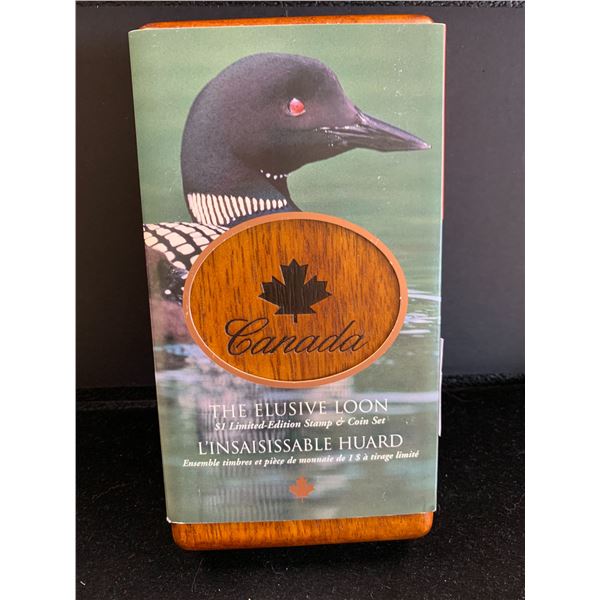 Canada
THE ELUSIVE LOON
$1 Limited-Edition Stamp & Coin Set
L'INSAISISSABLE HUARD
Ensemble timbres et pièce de monnaie de 1 $ à tirage limité